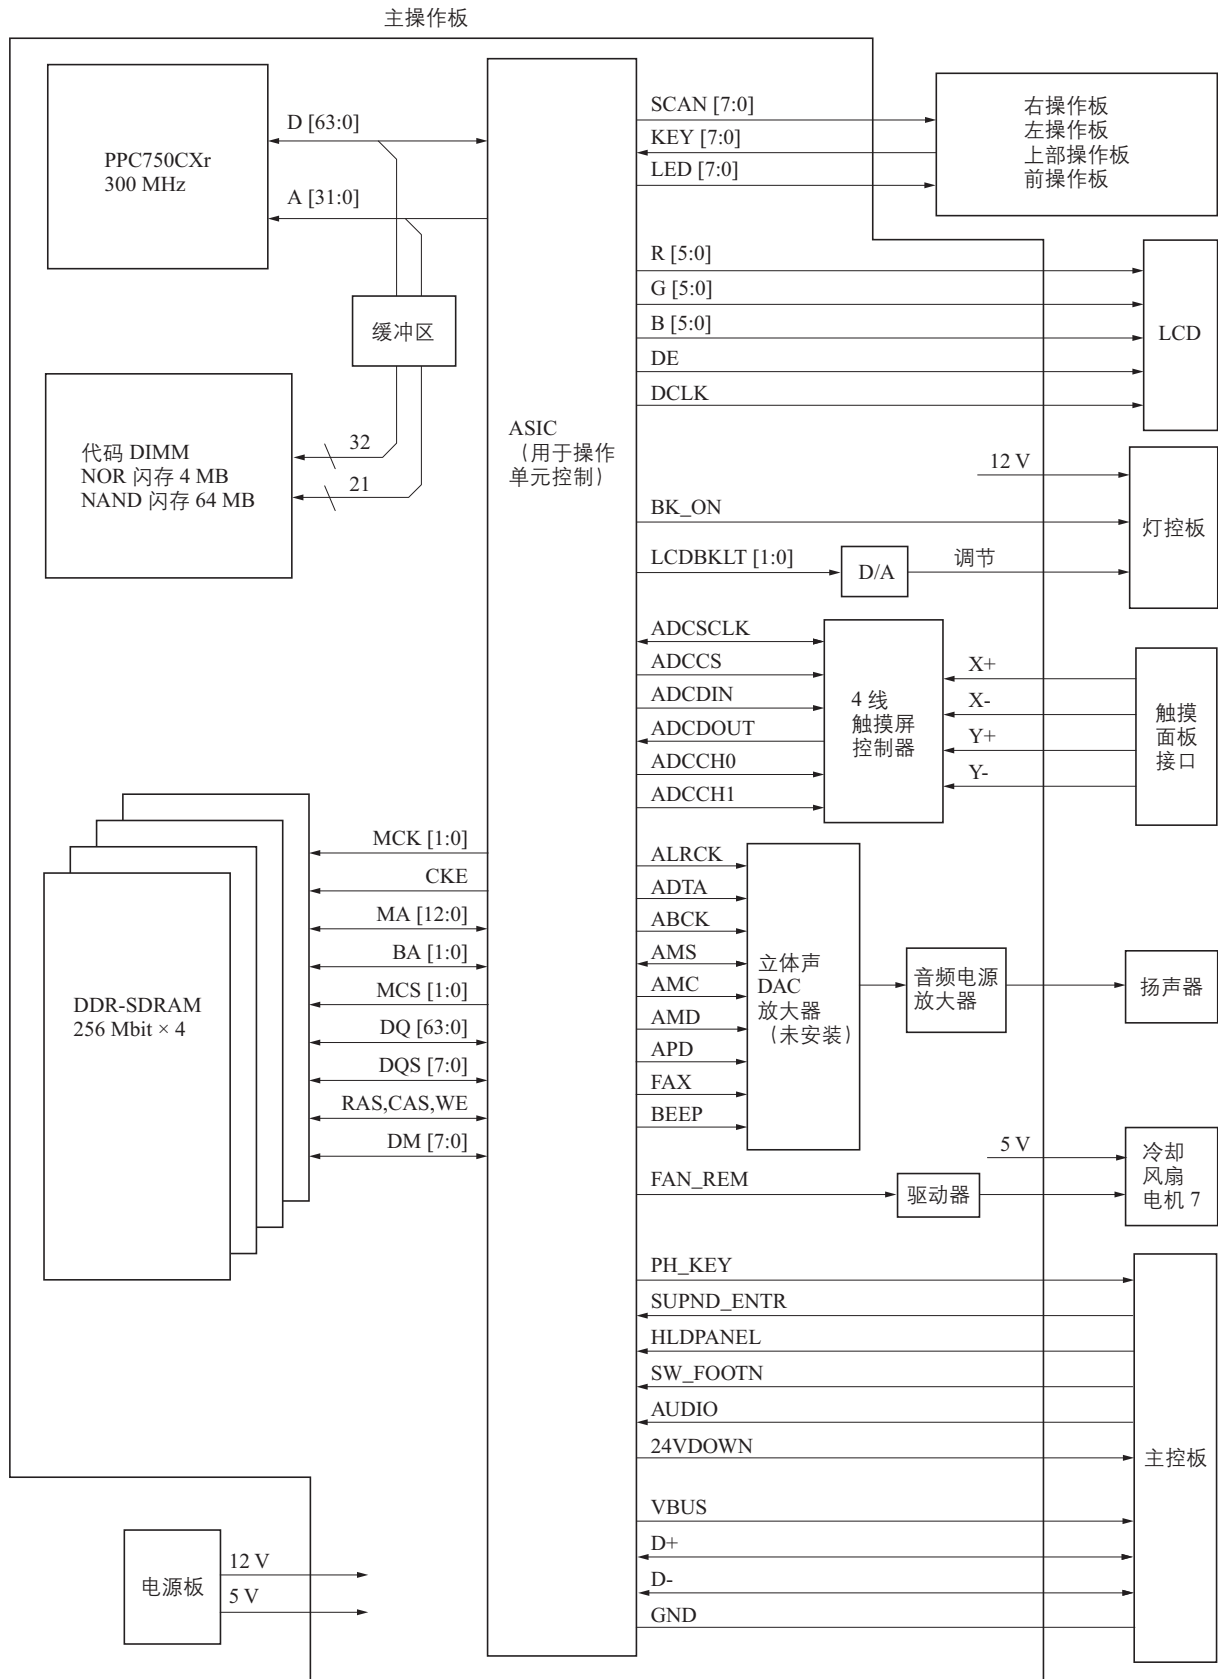 主操作板
PPC750CXr
300 MHz
D [63:0]
A [31:0]
缓冲区
代码 DIMM
NOR 闪存 4 MB
NAND 闪存 64 MB
32
21
ASIC
（用于操作
单元控制）
SCAN [7:0]
KEY [7:0]
LED [7:0]
右操作板
左操作板
上部操作板
前操作板
R [5:0]
G [5:0]
B [5:0]
DE
DCLK
LCD
12 V
BK_ON
LCDBKLT [1:0]
D/A
调节
灯控板
ADCSCLK
ADCCS
ADCDIN
ADCDOUT
ADCCH0
ADCCH1
4 线
触摸屏
控制器
X+
X-
Y+
Y-
触摸
面板
接口
DDR-SDRAM
256 Mbit × 4
MCK [1:0]
CKE
MA [12:0]
BA [1:0]
MCS [1:0]
DQ [63:0]
DQS [7:0]
RAS,CAS,WE
DM [7:0]
ALRCK
ADTA
ABCK
AMS
AMC
AMD
APD
FAX
BEEP
立体声
DAC
放大器
（未安装）
音频电源
放大器
扬声器
FAN_REM
驱动器
5 V
冷却
风扇
电机 7
PH_KEY
SUPND_ENTR
HLDPANEL
SW_FOOTN
AUDIO
24VDOWN
VBUS
D+
D-
GND
主控板
电源板
12 V
5 V